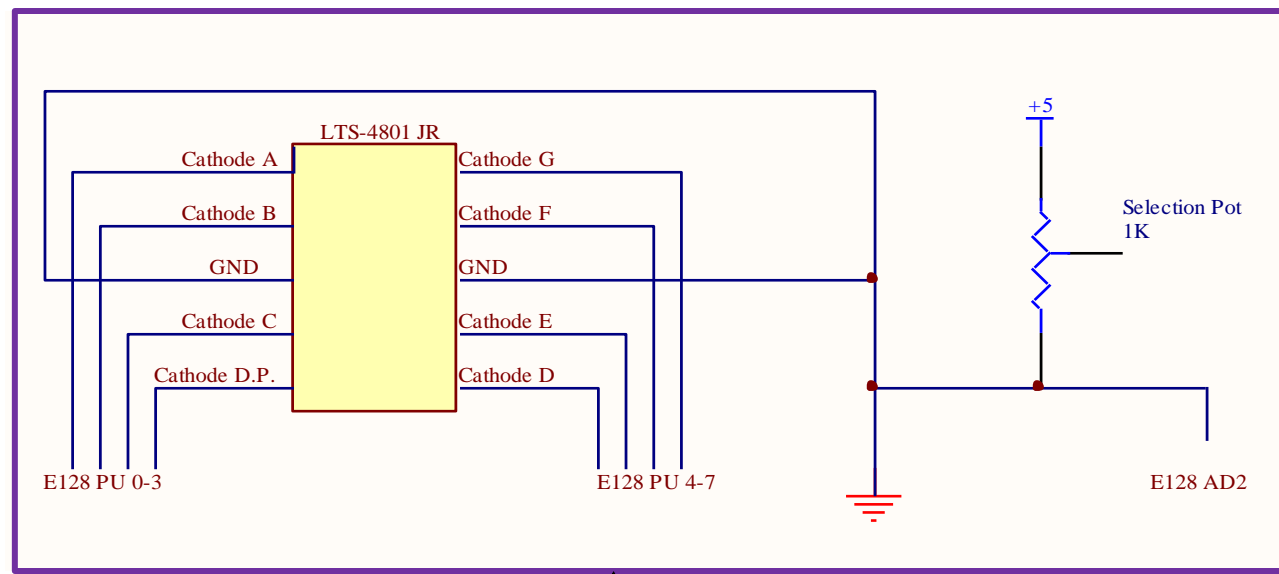 LTS-4801 JR
Cathode A
Cathode B
GND
Cathode C
Cathode D.P.
Cathode G
Cathode F
GND
Cathode E
Cathode D
E128 PU 0-3
E128 PU 4-7
+5
Selection Pot
1K
E128 AD2